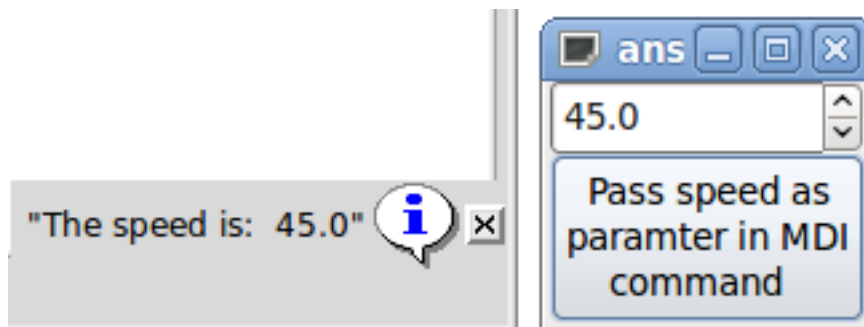 "The speed is:  45.0"
ans
45.0
Pass speed as
paramter in MDI
command